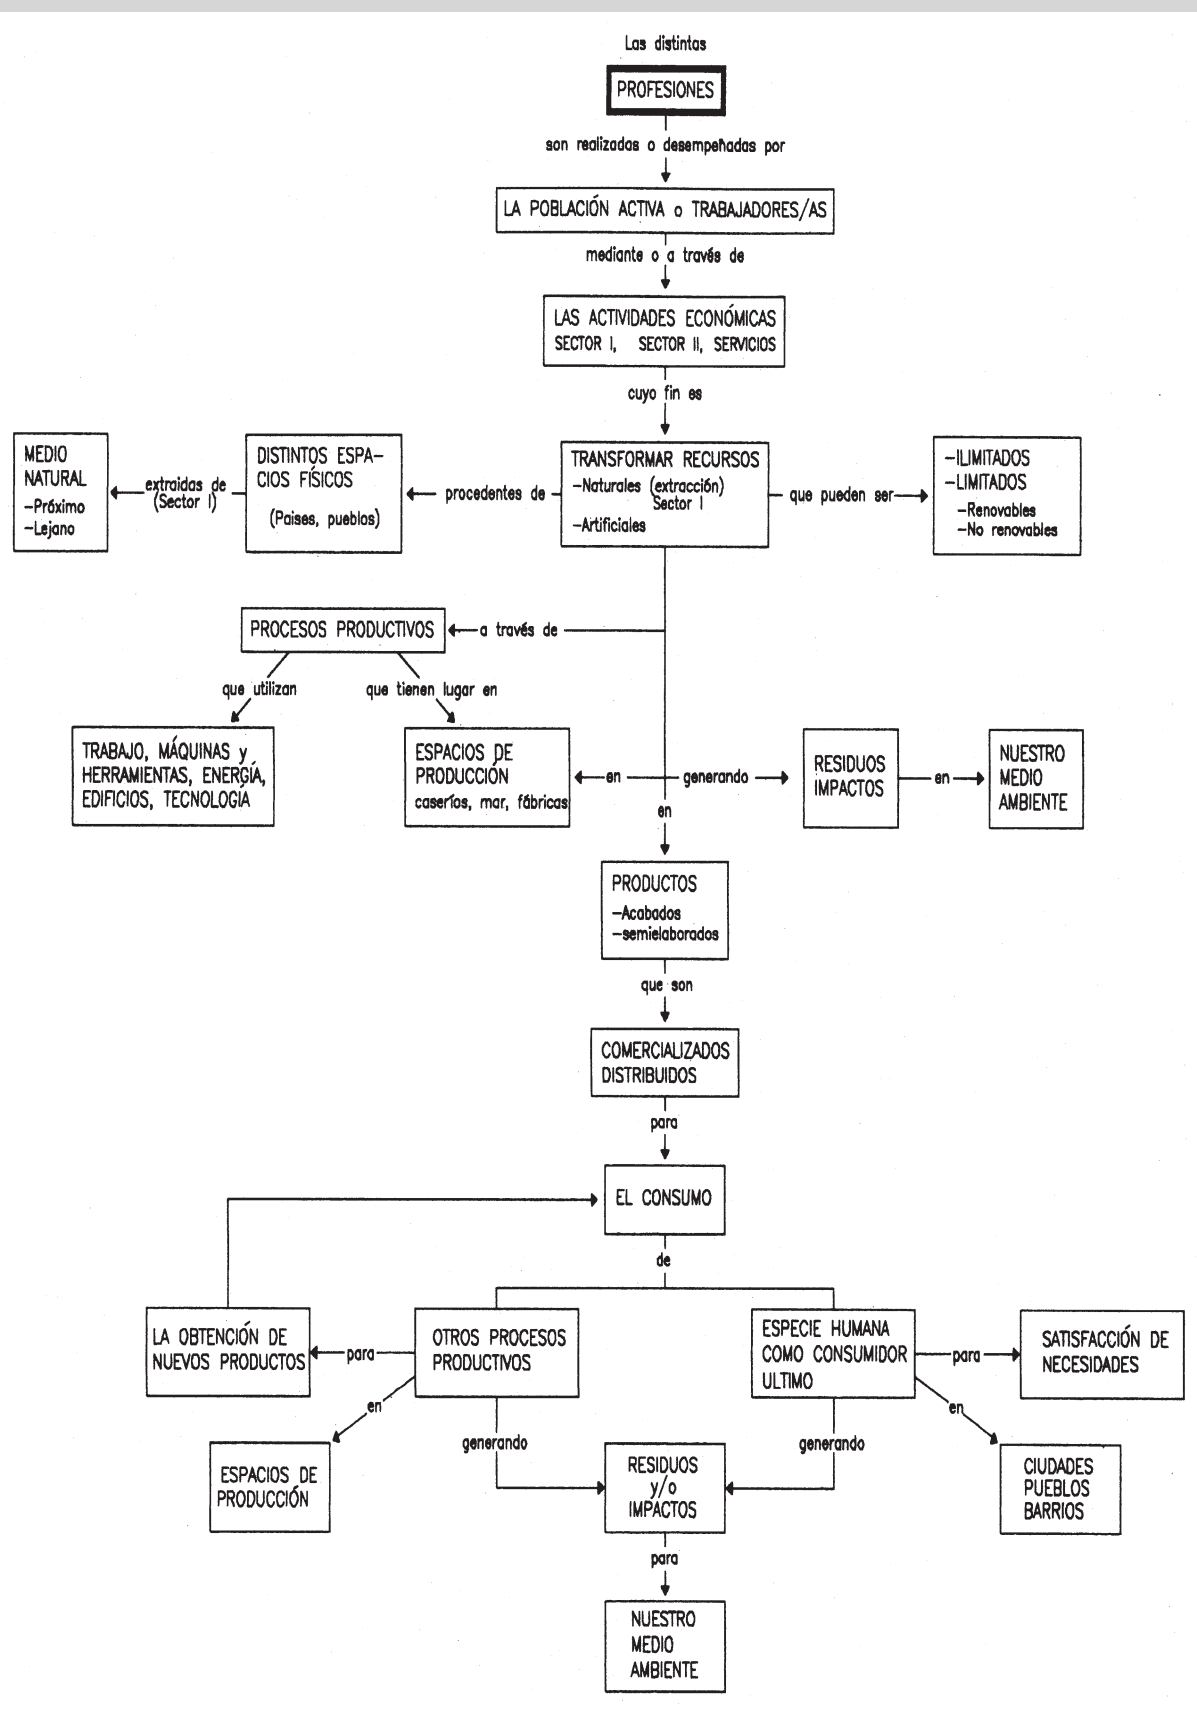 Las distintas
PROFESIONES
son realizadas o desempeñadas por
LA POBLACIÓN ACTIVA o TRABAJADORES/AS
mediante o a través de
LAS ACTIVIDADES ECONÓMICAS
SECTOR I, SECTOR II, SERVICIOS
cuyo fin es
MEDIO
NATURAL
-Próximo
-Lejano
extraidas de
(Sector I)
DISTINTOS ESPA-
CIOS FÍSICOS
(Paises, pueblos)
procedentes de
TRANSFORMAR RECURSOS
-Naturales (extracción)
Sector I
-Artificiales
que pueden ser
-ILIMITADOS
-LIMITADOS
-Renovables
-No renovables
PROCESOS PRODUCTIVOS
a través de
que utilizan
que tienen lugar en
TRABAJO, MÁQUINAS y
HERRAMIENTAS, ENERGÍA,
EDIFICIOS, TECNOLOGÍA
ESPACIOS DE
PRODUCCIÓN
caseríos, mar, fábricas
en
generando
RESIDUOS
IMPACTOS
en
NUESTRO
MEDIO
AMBIENTE
en
PRODUCTOS
-Acabados
-semielaborados
que son
COMERCIALIZADOS
DISTRIBUIDOS
para
EL CONSUMO
de
LA OBTENCIÓN DE
NUEVOS PRODUCTOS
para
OTROS PROCESOS
PRODUCTIVOS
ESPECIE HUMANA
COMO CONSUMIDOR
ULTIMO
para
SATISFACCIÓN DE
NECESIDADES
en
en
generando
generando
ESPACIOS DE
PRODUCCIÓN
RESIDUOS
y/o
IMPACTOS
CIUDADES
PUEBLOS
BARRIOS
para
NUESTRO
MEDIO
AMBIENTE